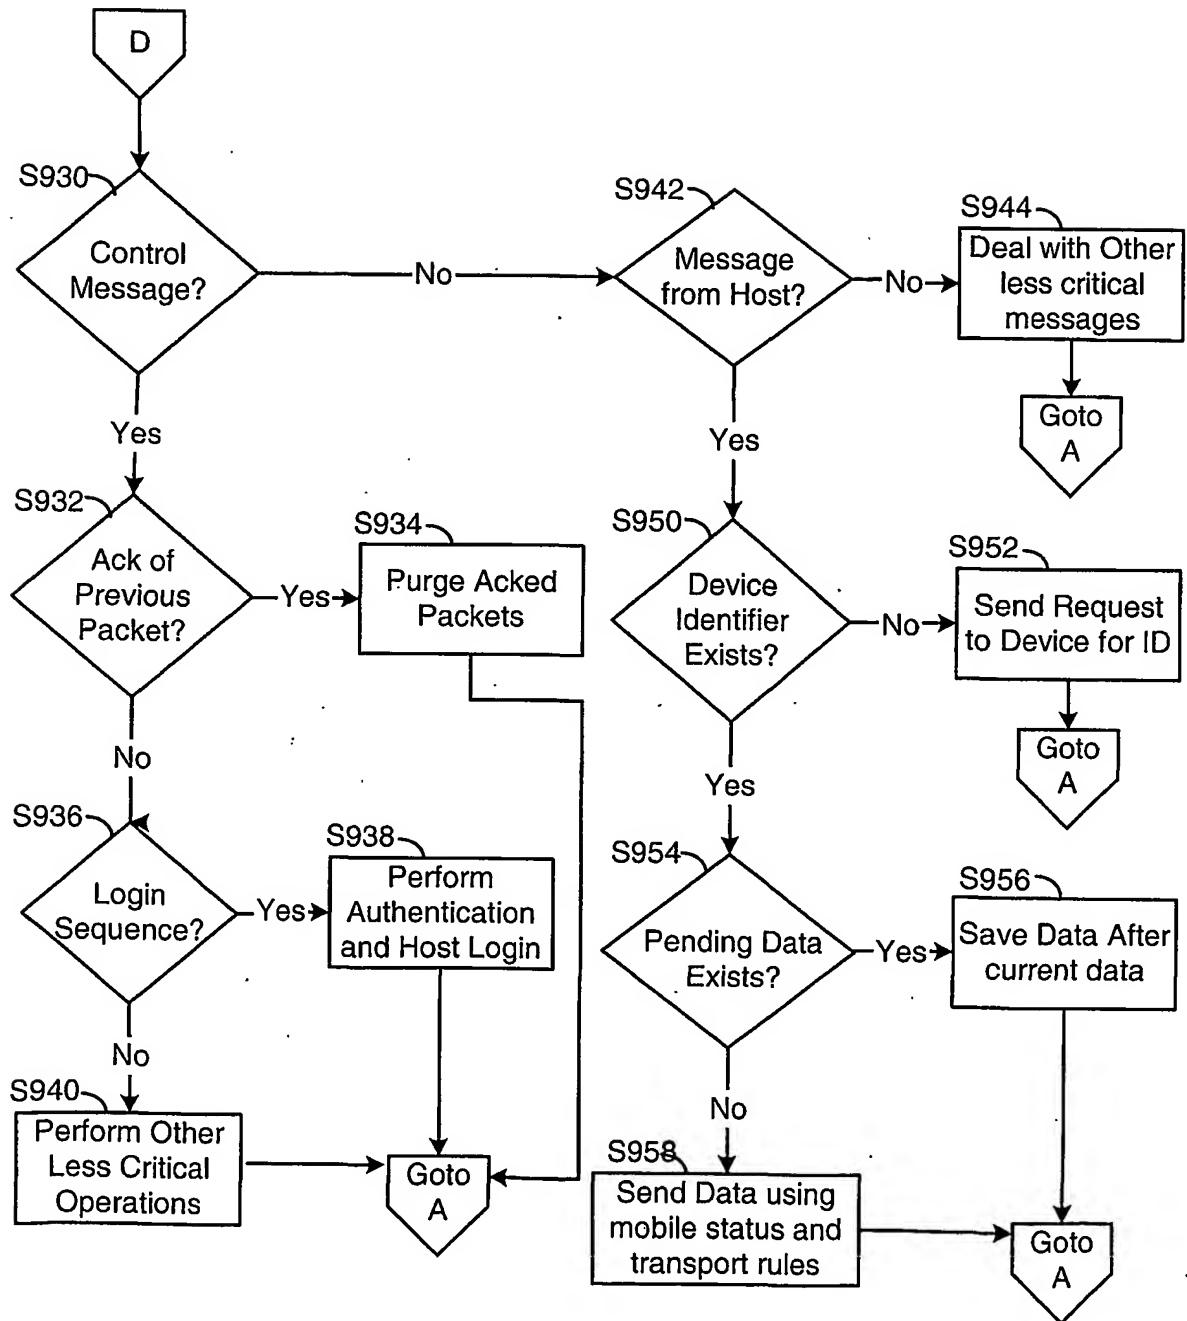 D
S930
Control
Message?
No
S942
Message
from Host?
No
S944
Deal with Other
less critical
messages
Goto
A
Yes
Yes
S932
Ack of
Previous
Packet?
Yes
S934
Purge Acked
Packets
S950
Device
Identifier
Exists?
No
S952
Send Request
to Device for ID
Goto
A
No
Yes
S936
Login
Sequence?
Yes
S938
Perform
Authentication
and Host Login
S954
Pending Data
Exists?
Yes
S956
Save Data After
current data
No
No
S940
Perform Other
Less Critical
Operations
Goto
A
S958
Send Data using
mobile status and
transport rules
Goto
A